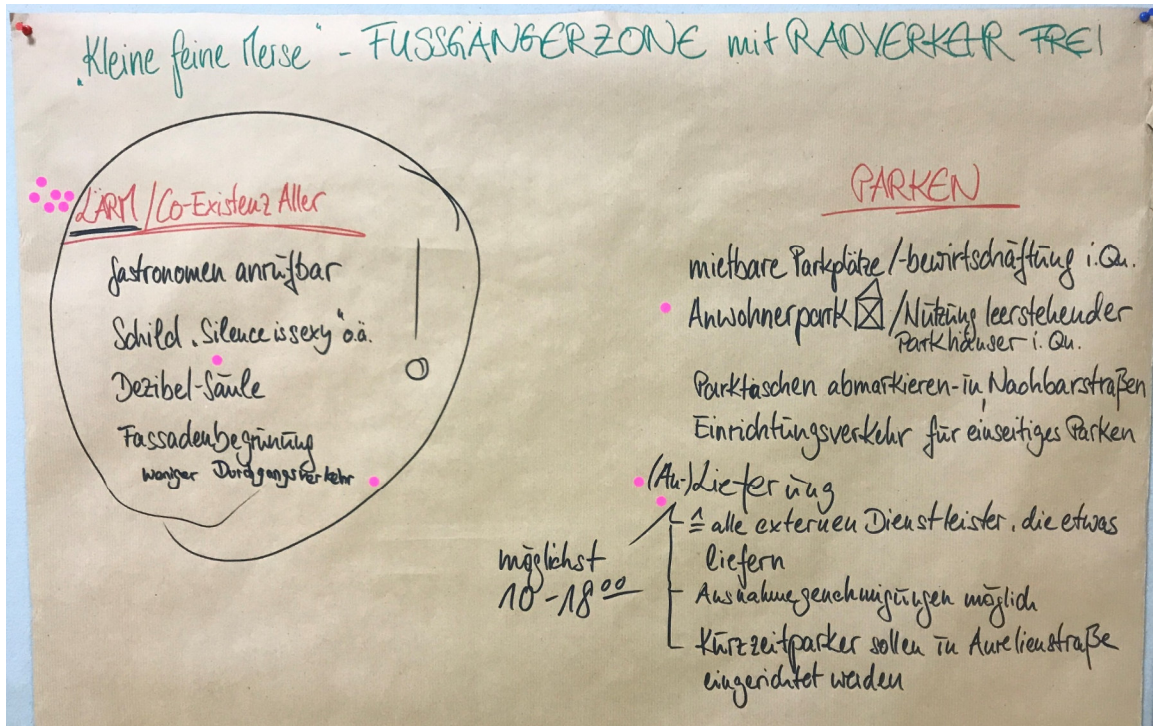 „Kleine feine Merse" - FUSSGÄNGERZONE mit RADVERKEHR FREI
LÄRM/Co-Existenz Aller
Gastronomen anrufbar
Schild „Silence is sexy" o.ä.
Dezibel-Säule
Fassadenbegrünung
weniger Durchgangsverkehr
PARKEN
mietbare Parkplätze/-bewirtschaftung i.Qu.
Anwohnerpark /Nutzung leerstehender
Parkhäuser i. Qu.
Parktaschen abmarkieren - in Nachbarstraßen
Einrichtungsverkehr für einseitiges Parken
(An-)Lieferung
≙ alle externen Dienstleister, die etwas
liefern
Ausnahmegenehmigungen möglich
Kurzzeitparker sollen in Aurelienstraße
eingerichtet werden
möglichst
10-18⁰⁰